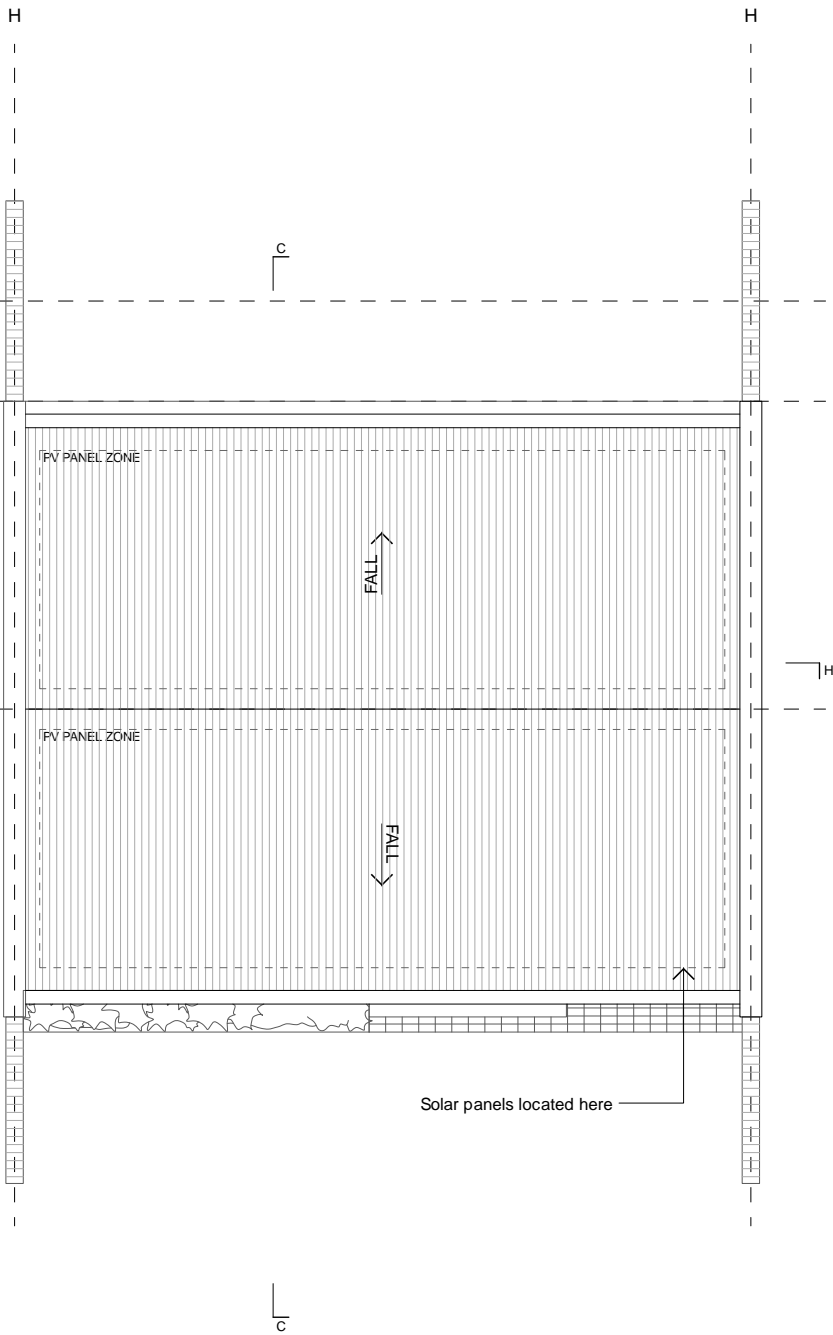 H
H
C
PV PANEL ZONE
FALL
H
PV PANEL ZONE
FALL
Solar panels located here
C